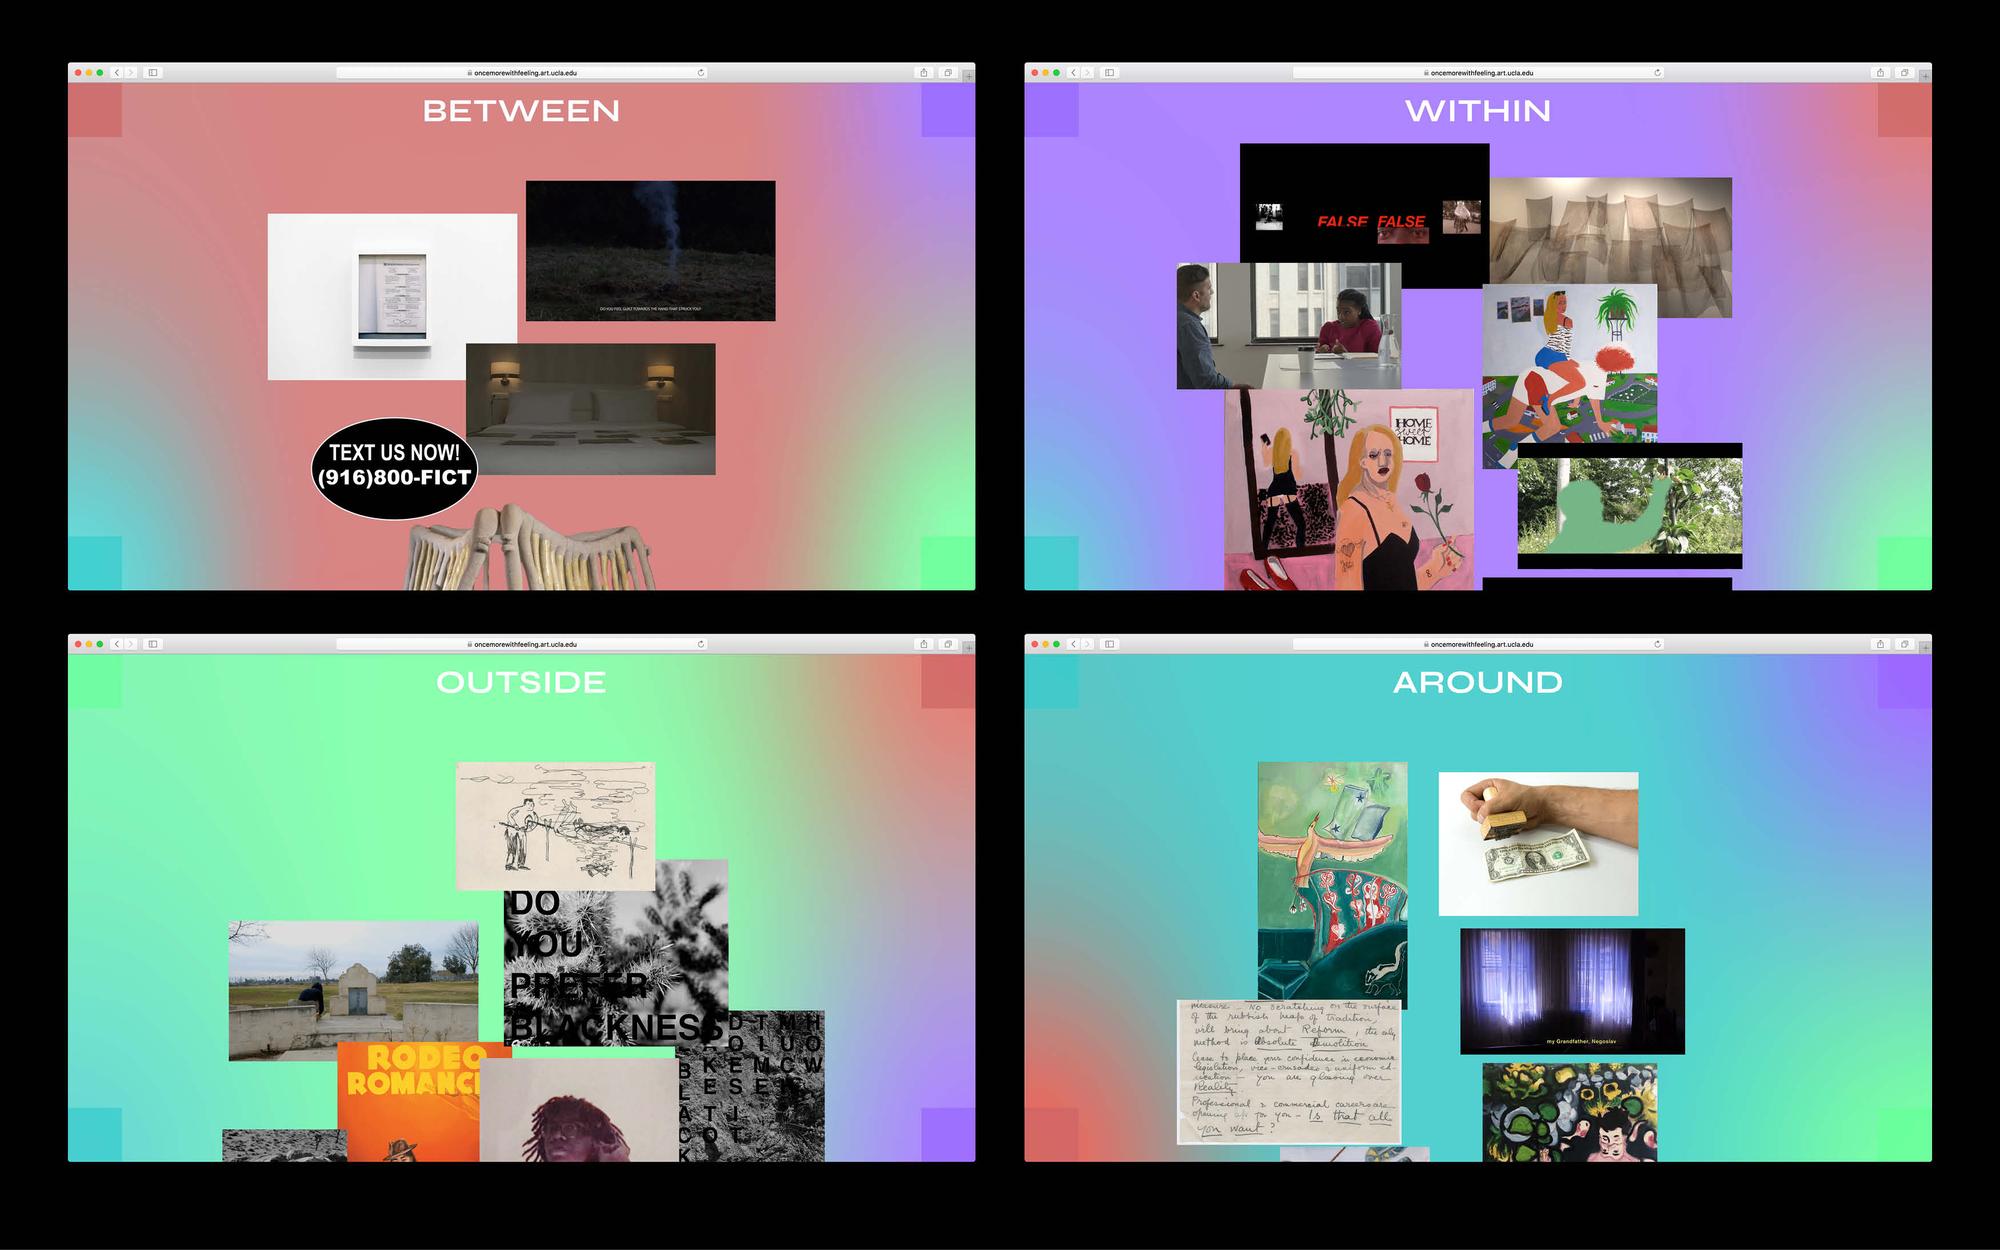 oncemorewithfeeling.art.ucla.edu
BETWEEN
DO YOU FEEL GUILT TOWARDS THE HAND THAT STRUCK YOU?
TEXT US NOW!
(916)800-FICT
oncemorewithfeeling.art.ucla.edu
WITHIN
FALSE FALSE
HOME
sweet
HOME
oncemorewithfeeling.art.ucla.edu
OUTSIDE
DO
YOU
PREFER
BLACKNESS
RODEO
ROMANCE
oncemorewithfeeling.art.ucla.edu
AROUND
measure. No scratching on the surface
of the rubbish heap of tradition,
will bring about Reform, the only
method is Absolute Demolition
Cease to place your confidence in economic
legislation, vice-crusades & uniform ed-
ucation — you are glossing over
Reality.
Professional & commercial careers are
opening up for you — Is that all
you want?
my Grandfather, Negoslav